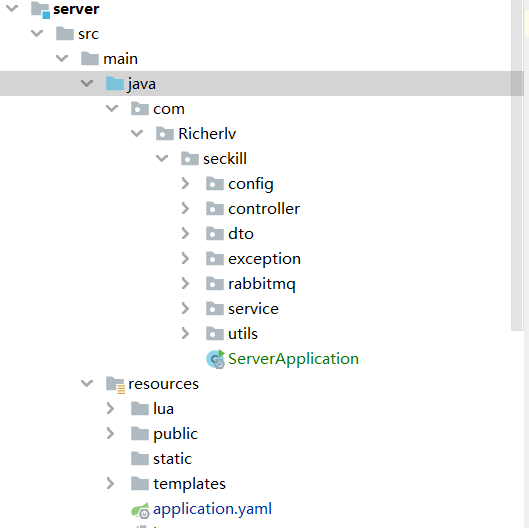 server
src
main
java
com
Richerlv
seckill
config
controller
dto
exception
rabbitmq
service
utils
ServerApplication
resources
lua
public
static
templates
application.yaml